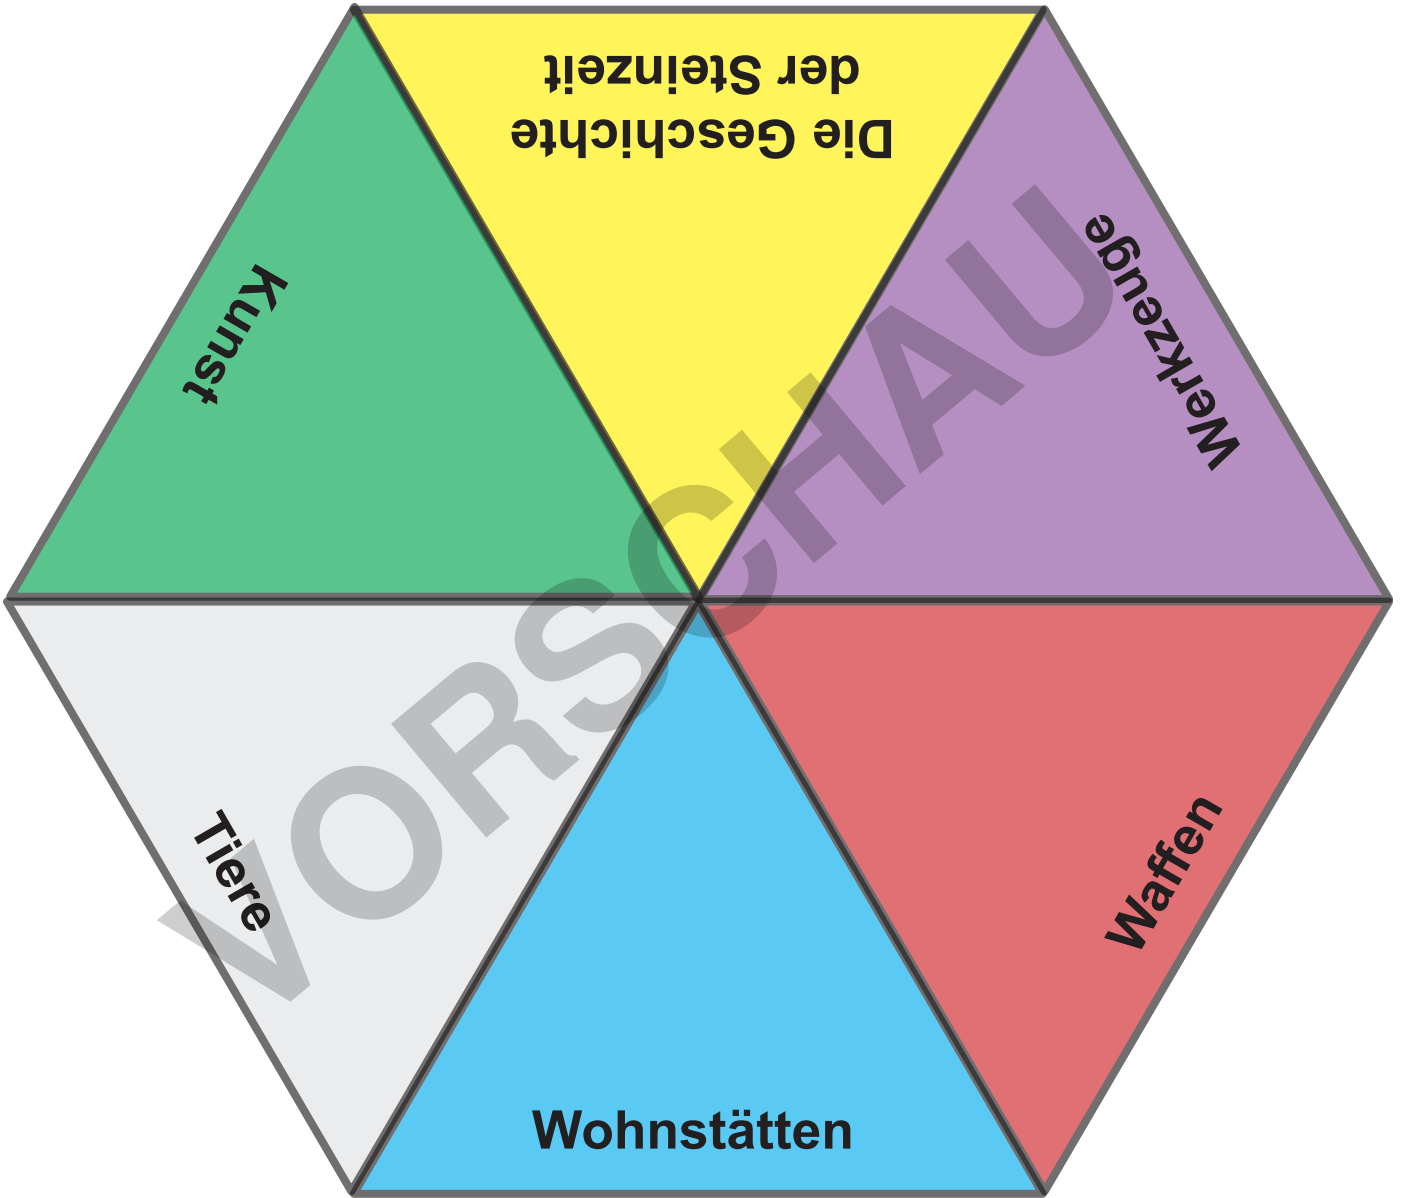 Die Geschichte
der Steinzeit
Werkzeuge
Waffen
Wohnstätten
Tiere
Kunst
VORSCHAU